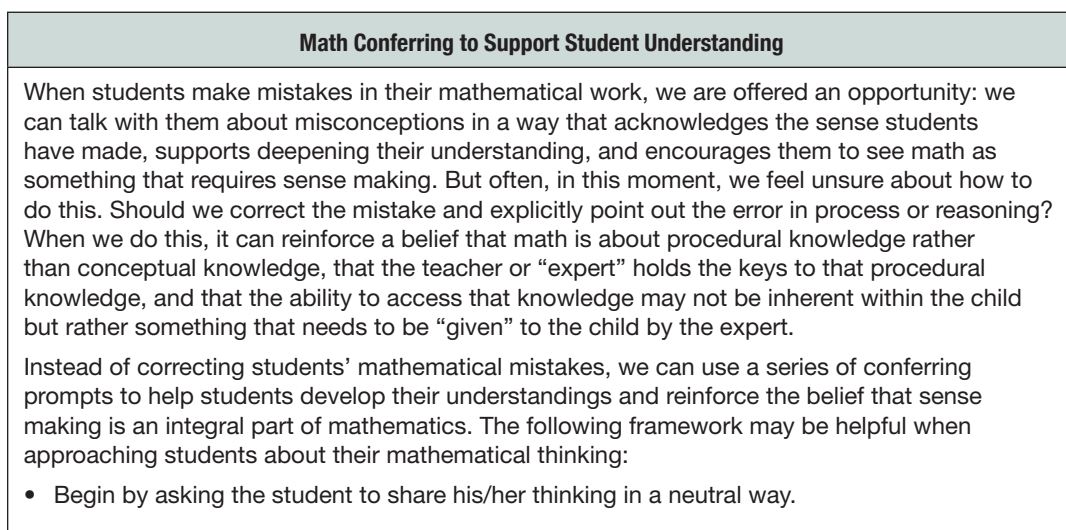 Math Conferring to Support Student Understanding
When students make mistakes in their mathematical work, we are offered an opportunity: we
can talk with them about misconceptions in a way that acknowledges the sense students
have made, supports deepening their understanding, and encourages them to see math as
something that requires sense making. But often, in this moment, we feel unsure about how to
do this. Should we correct the mistake and explicitly point out the error in process or reasoning?
When we do this, it can reinforce a belief that math is about procedural knowledge rather
than conceptual knowledge, that the teacher or “expert” holds the keys to that procedural
knowledge, and that the ability to access that knowledge may not be inherent within the child
but rather something that needs to be “given” to the child by the expert.
Instead of correcting students’ mathematical mistakes, we can use a series of conferring
prompts to help students develop their understandings and reinforce the belief that sense
making is an integral part of mathematics. The following framework may be helpful when
approaching students about their mathematical thinking:
• Begin by asking the student to share his/her thinking in a neutral way.